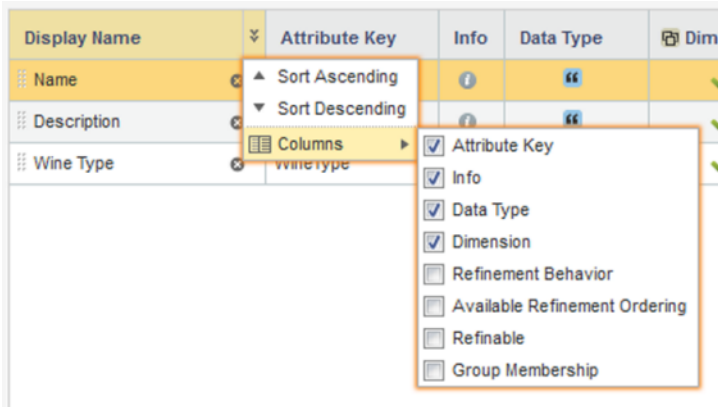 Display Name Attribute Key Info Data Type Dim
Name
Sort Ascending
Description
Sort Descending
Columns
Wine Type WineType
Attribute Key
Info
Data Type
Dimension
Refinement Behavior
Available Refinement Ordering
Refinable
Group Membership